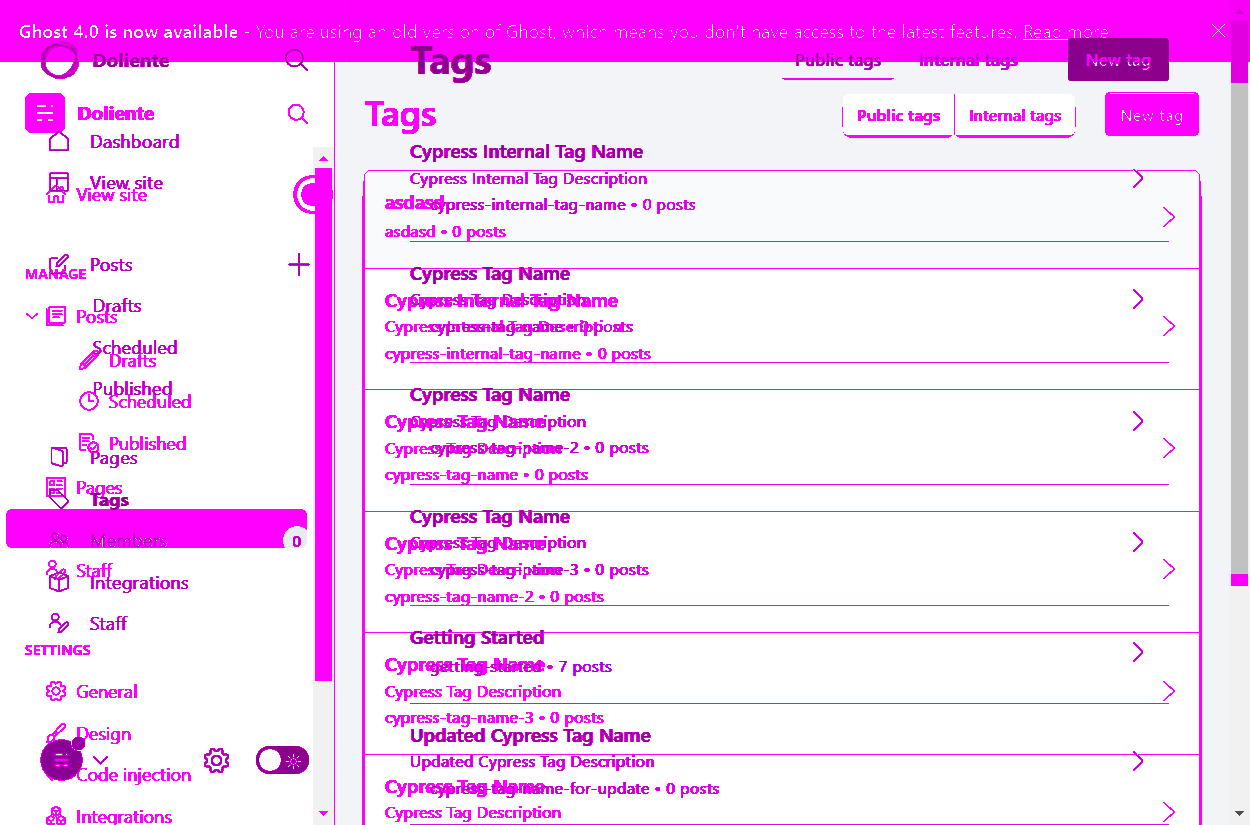 Ghost 4.0 is now available - You are using an old version of Ghost, which means you don't have access to the latest features. Read more
Doliente
Tags
Public tags
Internal tags
New tag
Doliente
Tags
Public tags
Internal tags
New tag
Dashboard
View site
View site
Posts
MANAGE
Drafts
Posts
Scheduled
Drafts
Published
Scheduled
Published
Pages
Pages
Tags
Members
0
Staff
Integrations
Staff
SETTINGS
General
Design
Code injection
Integrations
Cypress Internal Tag Name
Cypress Internal Tag Description
asdasd
cypress-internal-tag-name • 0 posts
asdasd • 0 posts
Cypress Tag Name
Cypress Tag Description
Cypress Internal Tag Name
Cypress Internal Tag Description
cypress-tag-name • 0 posts
cypress-internal-tag-name • 0 posts
Cypress Tag Name
Cypress Tag Name
Cypress Tag Description
Cypress Tag Description
cypress-tag-name-2 • 0 posts
cypress-tag-name • 0 posts
Cypress Tag Name
Cypress Tag Name
Cypress Tag Description
Cypress Tag Description
cypress-tag-name-3 • 0 posts
cypress-tag-name-2 • 0 posts
Getting Started
Cypress Tag Name
getting-started • 7 posts
Cypress Tag Description
cypress-tag-name-3 • 0 posts
Updated Cypress Tag Name
Updated Cypress Tag Description
Cypress Tag Name
cypress-tag-name-for-update • 0 posts
Cypress Tag Description